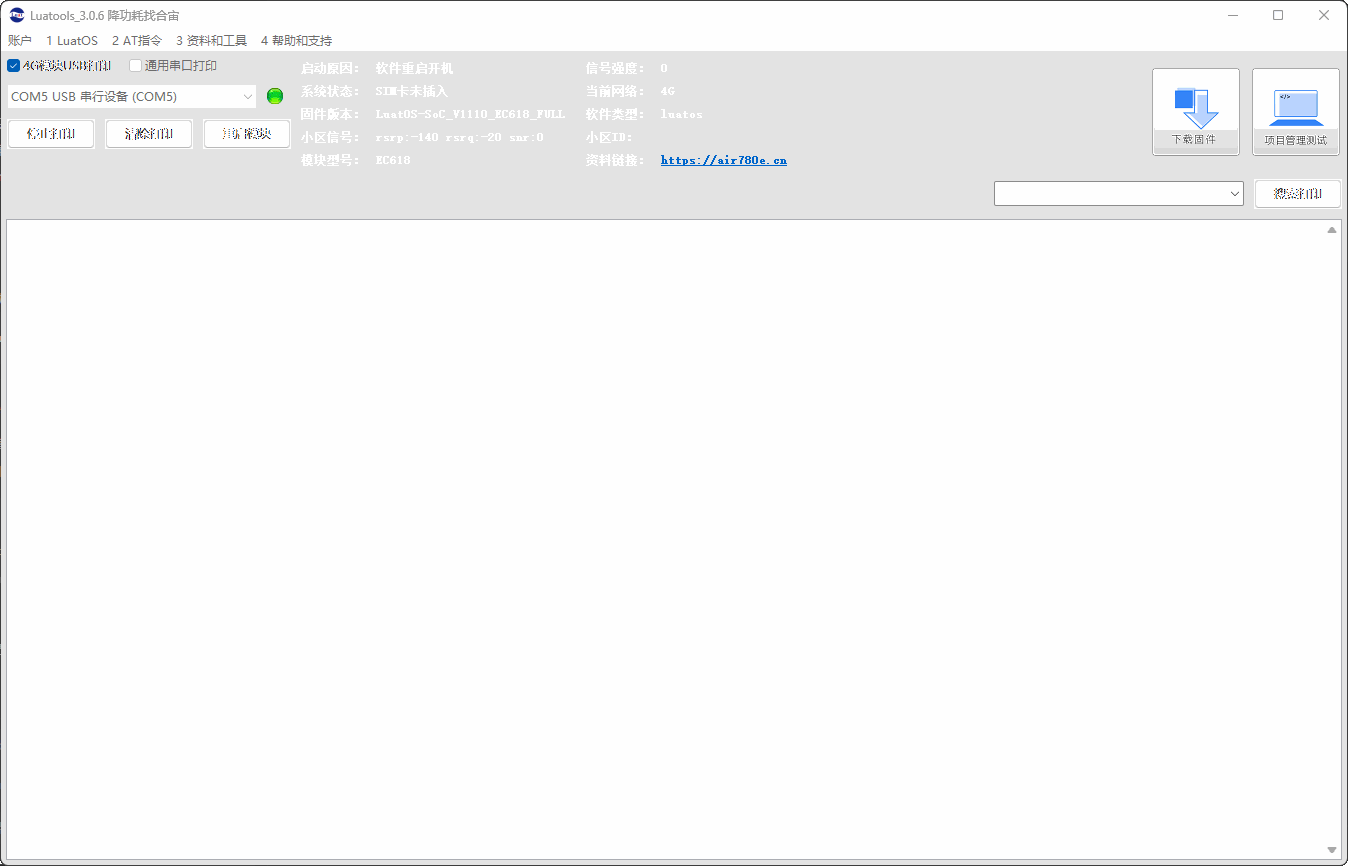 Luatools_3.0.6 降功耗找合宙
账户 1 LuatOS 2 AT指令 3 资料和工具 4 帮助和支持
4G模块USB打印 通用串口打印
COM5 USB 串行设备 (COM5)
停止打印 清除打印 重启模块
启动原因： 软件重启开机 信号强度： 0
系统状态： SIM卡未插入 当前网络： 4G
固件版本： LuatOS-SoC_V1110_EC618_FULL 软件类型： luatos
小区信号： rsrp:-140 rsrq:-20 snr:0 小区ID：
模块型号： EC618 资料链接： https://air780e.cn
下载固件 项目管理测试
搜索打印